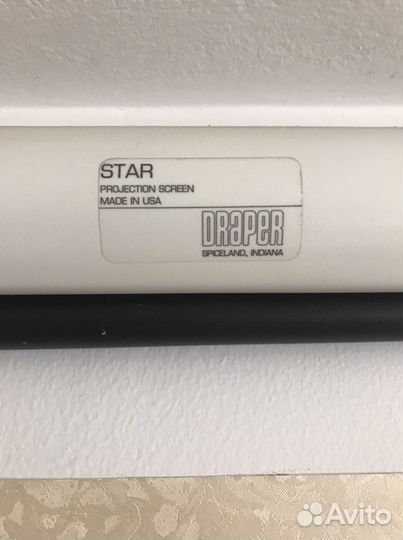 STAR
PROJECTION SCREEN
MADE IN USA
DRAPER
SPICELAND, INDIANA
Avito